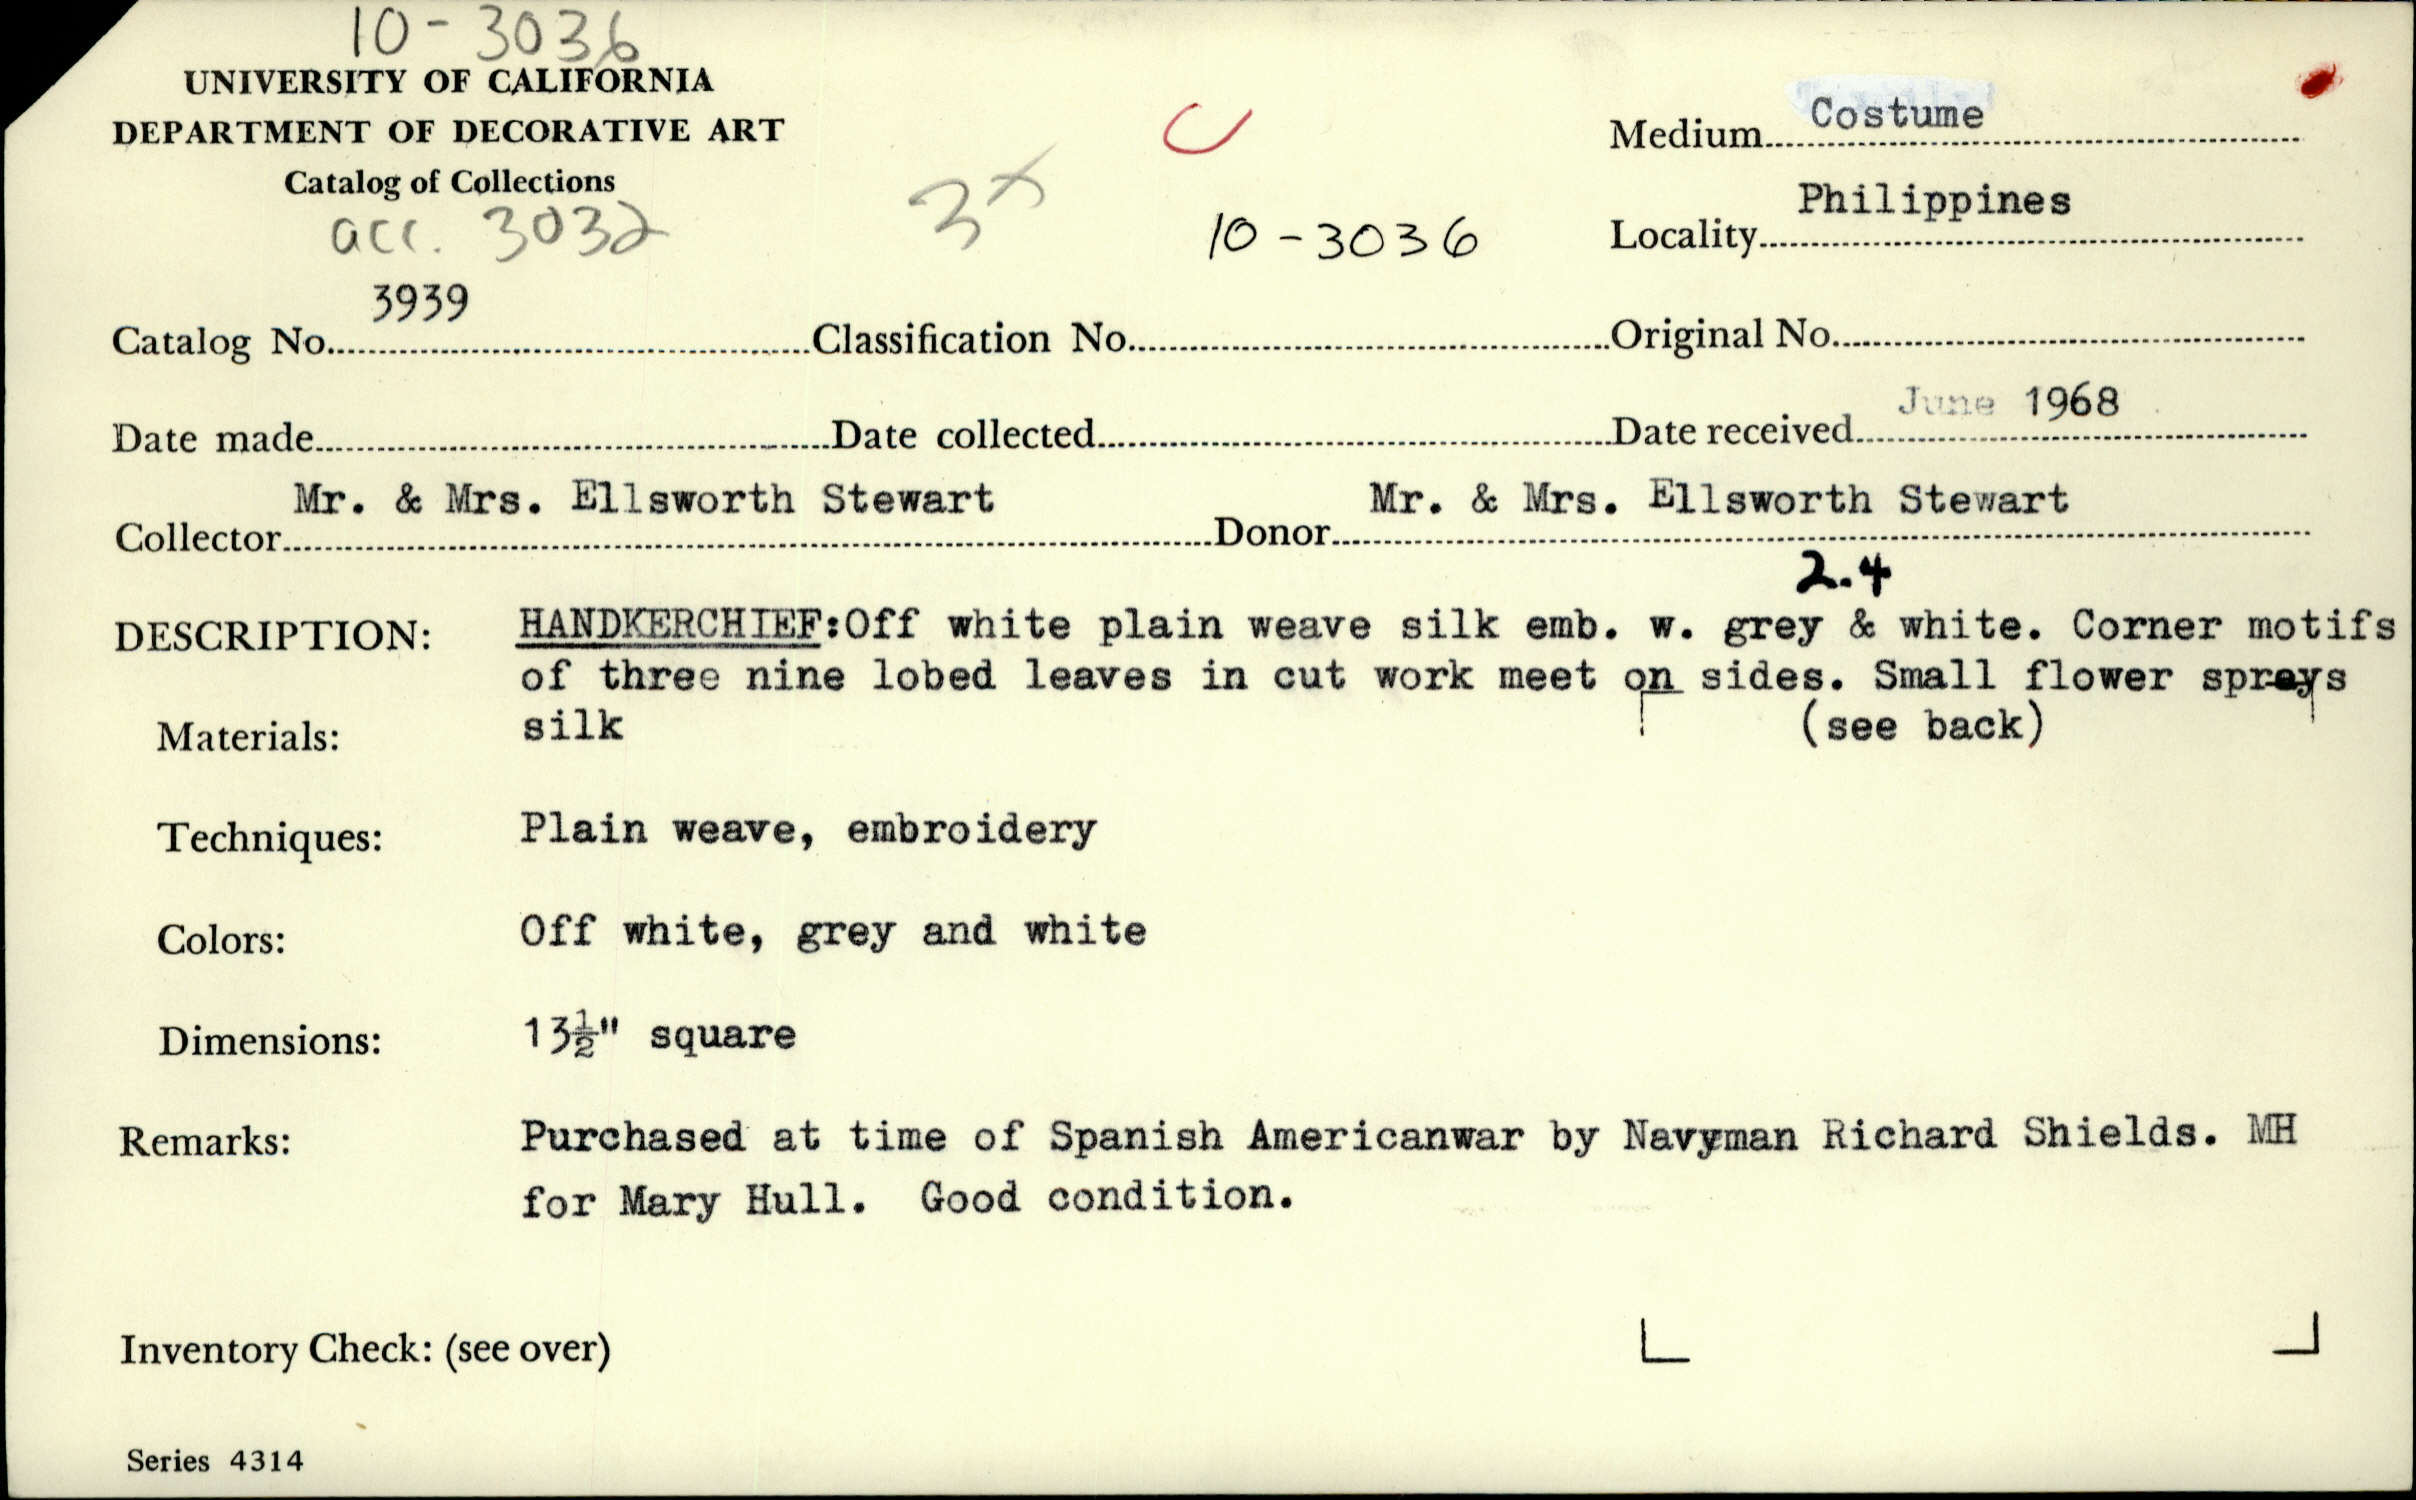 10-3036
UNIVERSITY OF CALIFORNIA
DEPARTMENT OF DECORATIVE ART
Catalog of Collections
acc. 3032
10-3036
Medium Costume
Locality Philippines
Catalog No. 3939 Classification No. Original No.
Date made Date collected Date received June 1968
Collector Mr. & Mrs. Ellsworth Stewart Donor Mr. & Mrs. Ellsworth Stewart
2.4
DESCRIPTION: HANDKERCHIEF:Off white plain weave silk emb. w. grey & white. Corner motifs
of three nine lobed leaves in cut work meet on sides. Small flower sprays
(see back)
Materials: silk
Techniques: Plain weave, embroidery
Colors: Off white, grey and white
Dimensions: 13½" square
Remarks: Purchased at time of Spanish Americanwar by Navyman Richard Shields. MH
for Mary Hull. Good condition.
Inventory Check: (see over)
Series 4314